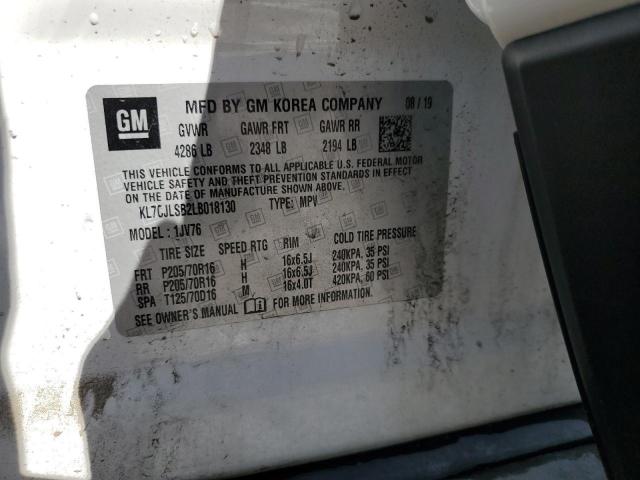 GM
MFD BY GM KOREA COMPANY 08/19
GVWR GAWR FRT GAWR RR
4286 LB 2348 LB 2194 LB
THIS VEHICLE CONFORMS TO ALL APPLICABLE U.S. FEDERAL MOTOR
VEHICLE SAFETY AND THEFT PREVENTION STANDARDS IN EFFECT
ON THE DATE OF MANUFACTURE SHOWN ABOVE.
KL7CJLSB2LB018130 TYPE: MPV
MODEL: 1JV76
TIRE SIZE SPEED RTG RIM COLD TIRE PRESSURE
FRT P205/70R16 H 16x6.5J 240KPA, 35 PSI
RR P205/70R16 H 16x6.5J 240KPA, 35 PSI
SPA T125/70D16 M 16x4.0T 420KPA, 60 PSI
SEE OWNER'S MANUAL FOR MORE INFORMATION.